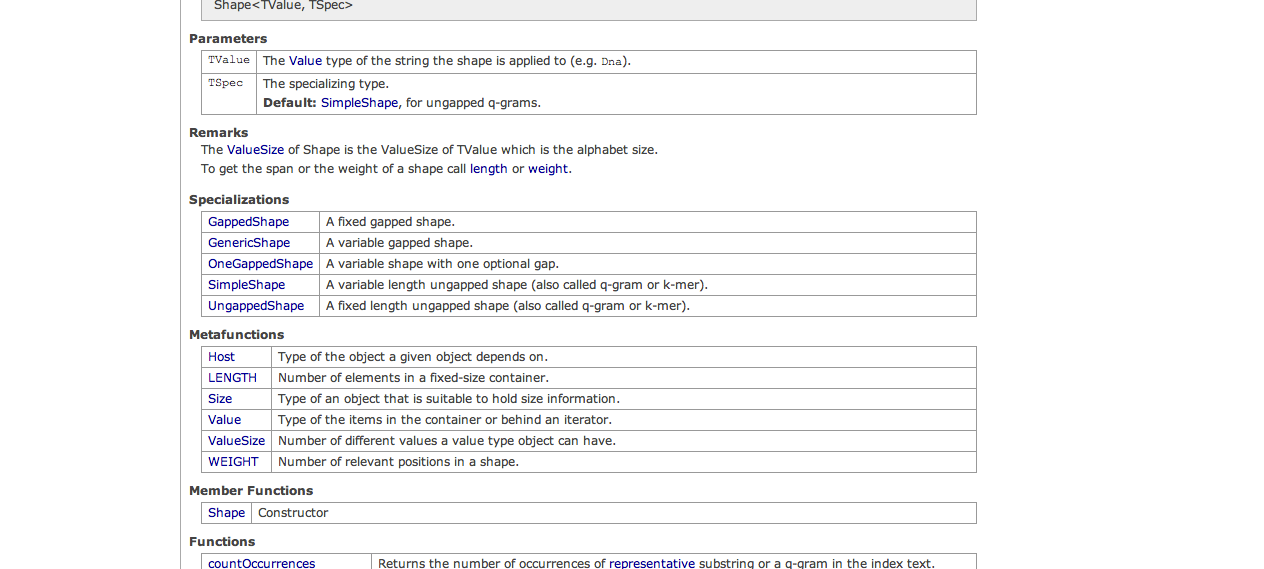 Shape<TValue, TSpec>
Parameters
TValue The Value type of the string the shape is applied to (e.g. Dna).
TSpec The specializing type.
Default: SimpleShape, for ungapped q-grams.
Remarks
The ValueSize of Shape is the ValueSize of TValue which is the alphabet size.
To get the span or the weight of a shape call length or weight.
Specializations
GappedShape A fixed gapped shape.
GenericShape A variable gapped shape.
OneGappedShape A variable shape with one optional gap.
SimpleShape A variable length ungapped shape (also called q-gram or k-mer).
UngappedShape A fixed length ungapped shape (also called q-gram or k-mer).
Metafunctions
Host Type of the object a given object depends on.
LENGTH Number of elements in a fixed-size container.
Size Type of an object that is suitable to hold size information.
Value Type of the items in the container or behind an iterator.
ValueSize Number of different values a value type object can have.
WEIGHT Number of relevant positions in a shape.
Member Functions
Shape Constructor
Functions
countOccurrences Returns the number of occurrences of representative substring or a q-gram in the index text.